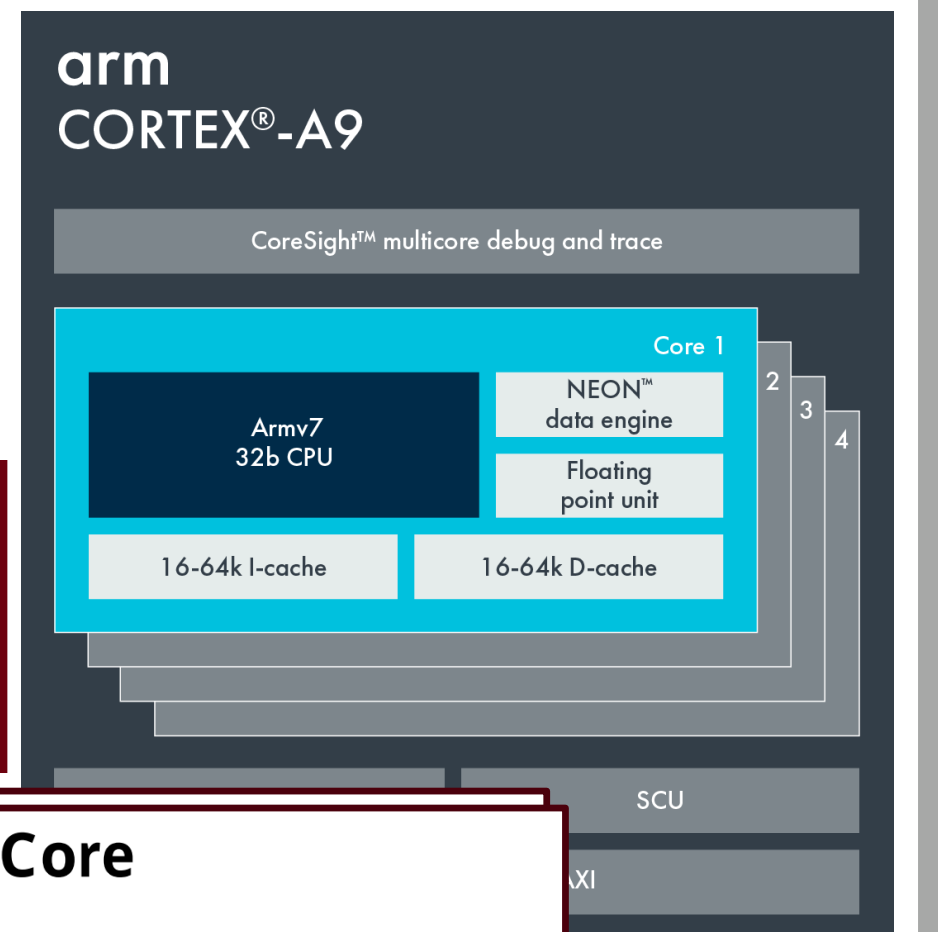 arm
CORTEX®-A9
CoreSight™ multicore debug and trace
Core 1
2
3
4
Armv7
32b CPU
NEON™
data engine
Floating
point unit
16-64k I-cache
16-64k D-cache
SCU
AXI
Core